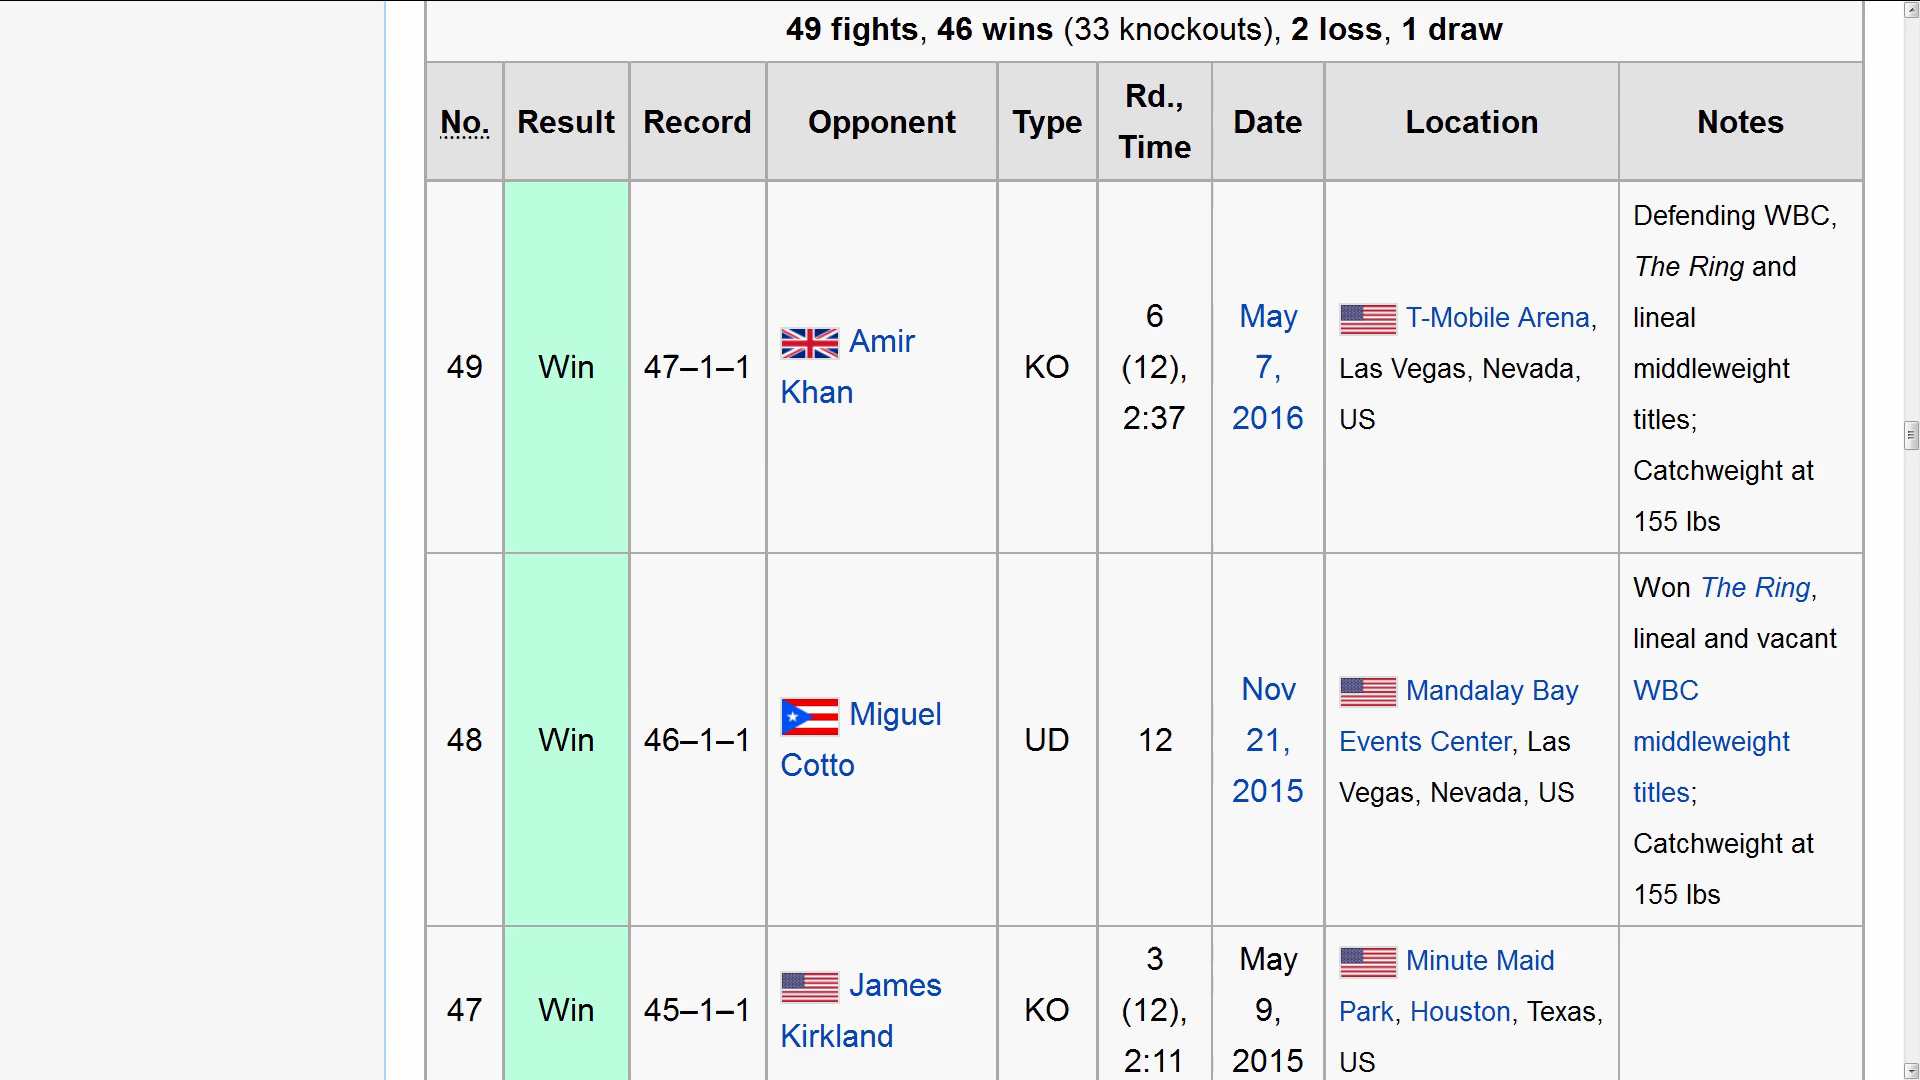 49 fights, 46 wins (33 knockouts), 2 loss, 1 draw
No. Result Record Opponent Type Rd., Time Date Location Notes
49 Win 47–1–1 Amir Khan KO 6 (12), 2:37 May 7, 2016 T-Mobile Arena, Las Vegas, Nevada, US Defending WBC, The Ring and lineal middleweight titles; Catchweight at 155 lbs
48 Win 46–1–1 Miguel Cotto UD 12 Nov 21, 2015 Mandalay Bay Events Center, Las Vegas, Nevada, US Won The Ring, lineal and vacant WBC middleweight titles; Catchweight at 155 lbs
47 Win 45–1–1 James Kirkland KO 3 (12), 2:11 May 9, 2015 Minute Maid Park, Houston, Texas, US